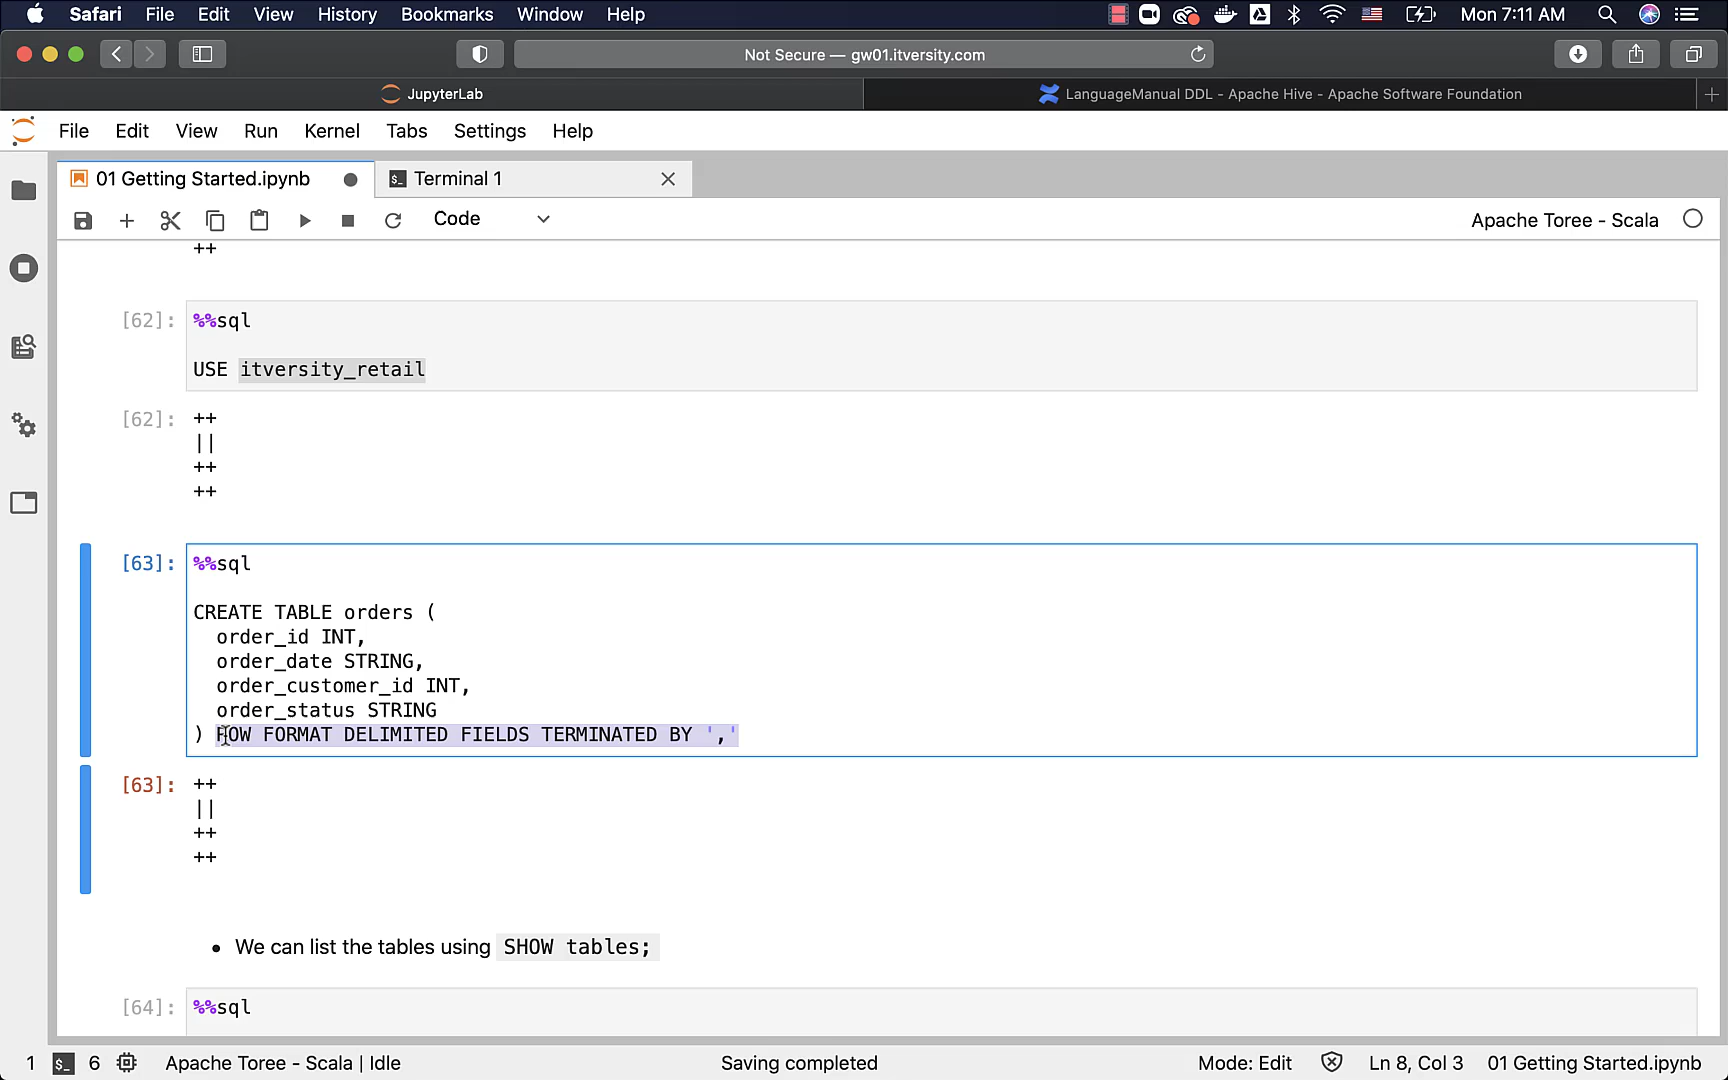 Safari File Edit View History Bookmarks Window Help Mon 7:11 AM
Not Secure — gw01.itversity.com
JupyterLab LanguageManual DDL - Apache Hive - Apache Software Foundation
File Edit View Run Kernel Tabs Settings Help
01 Getting Started.ipynb Terminal 1
Code Apache Toree - Scala
++
[62]: %%sql
USE itversity_retail
[62]: ++
||
++
++
[63]: %%sql
CREATE TABLE orders (
order_id INT,
order_date STRING,
order_customer_id INT,
order_status STRING
) ROW FORMAT DELIMITED FIELDS TERMINATED BY ','
[63]: ++
||
++
++
• We can list the tables using SHOW tables;
[64]: %%sql
1 $_ 6 Apache Toree - Scala | Idle Saving completed Mode: Edit Ln 8, Col 3 01 Getting Started.ipynb